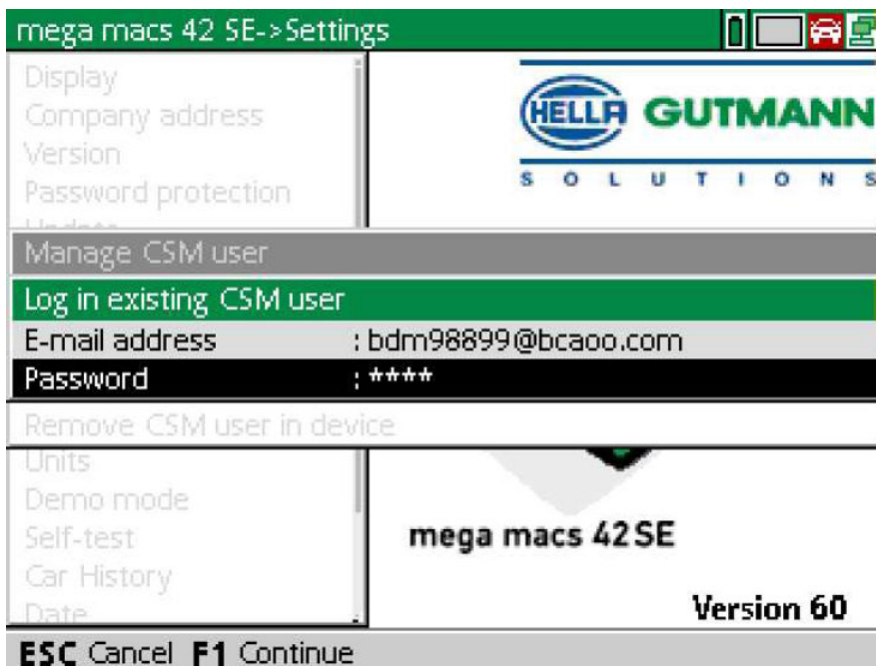 mega macs 42 SE->Settings
Display
Company address
Version
Password protection
Update
HELLA GUTMANN
SOLUTIONS
Manage CSM user
Log in existing CSM user
E-mail address : bdm98899@bcaoo.com
Password : ****
Remove CSM user in device
Units
Demo mode
Self-test
Car History
Date
mega macs 42SE
Version 60
ESC Cancel F1 Continue